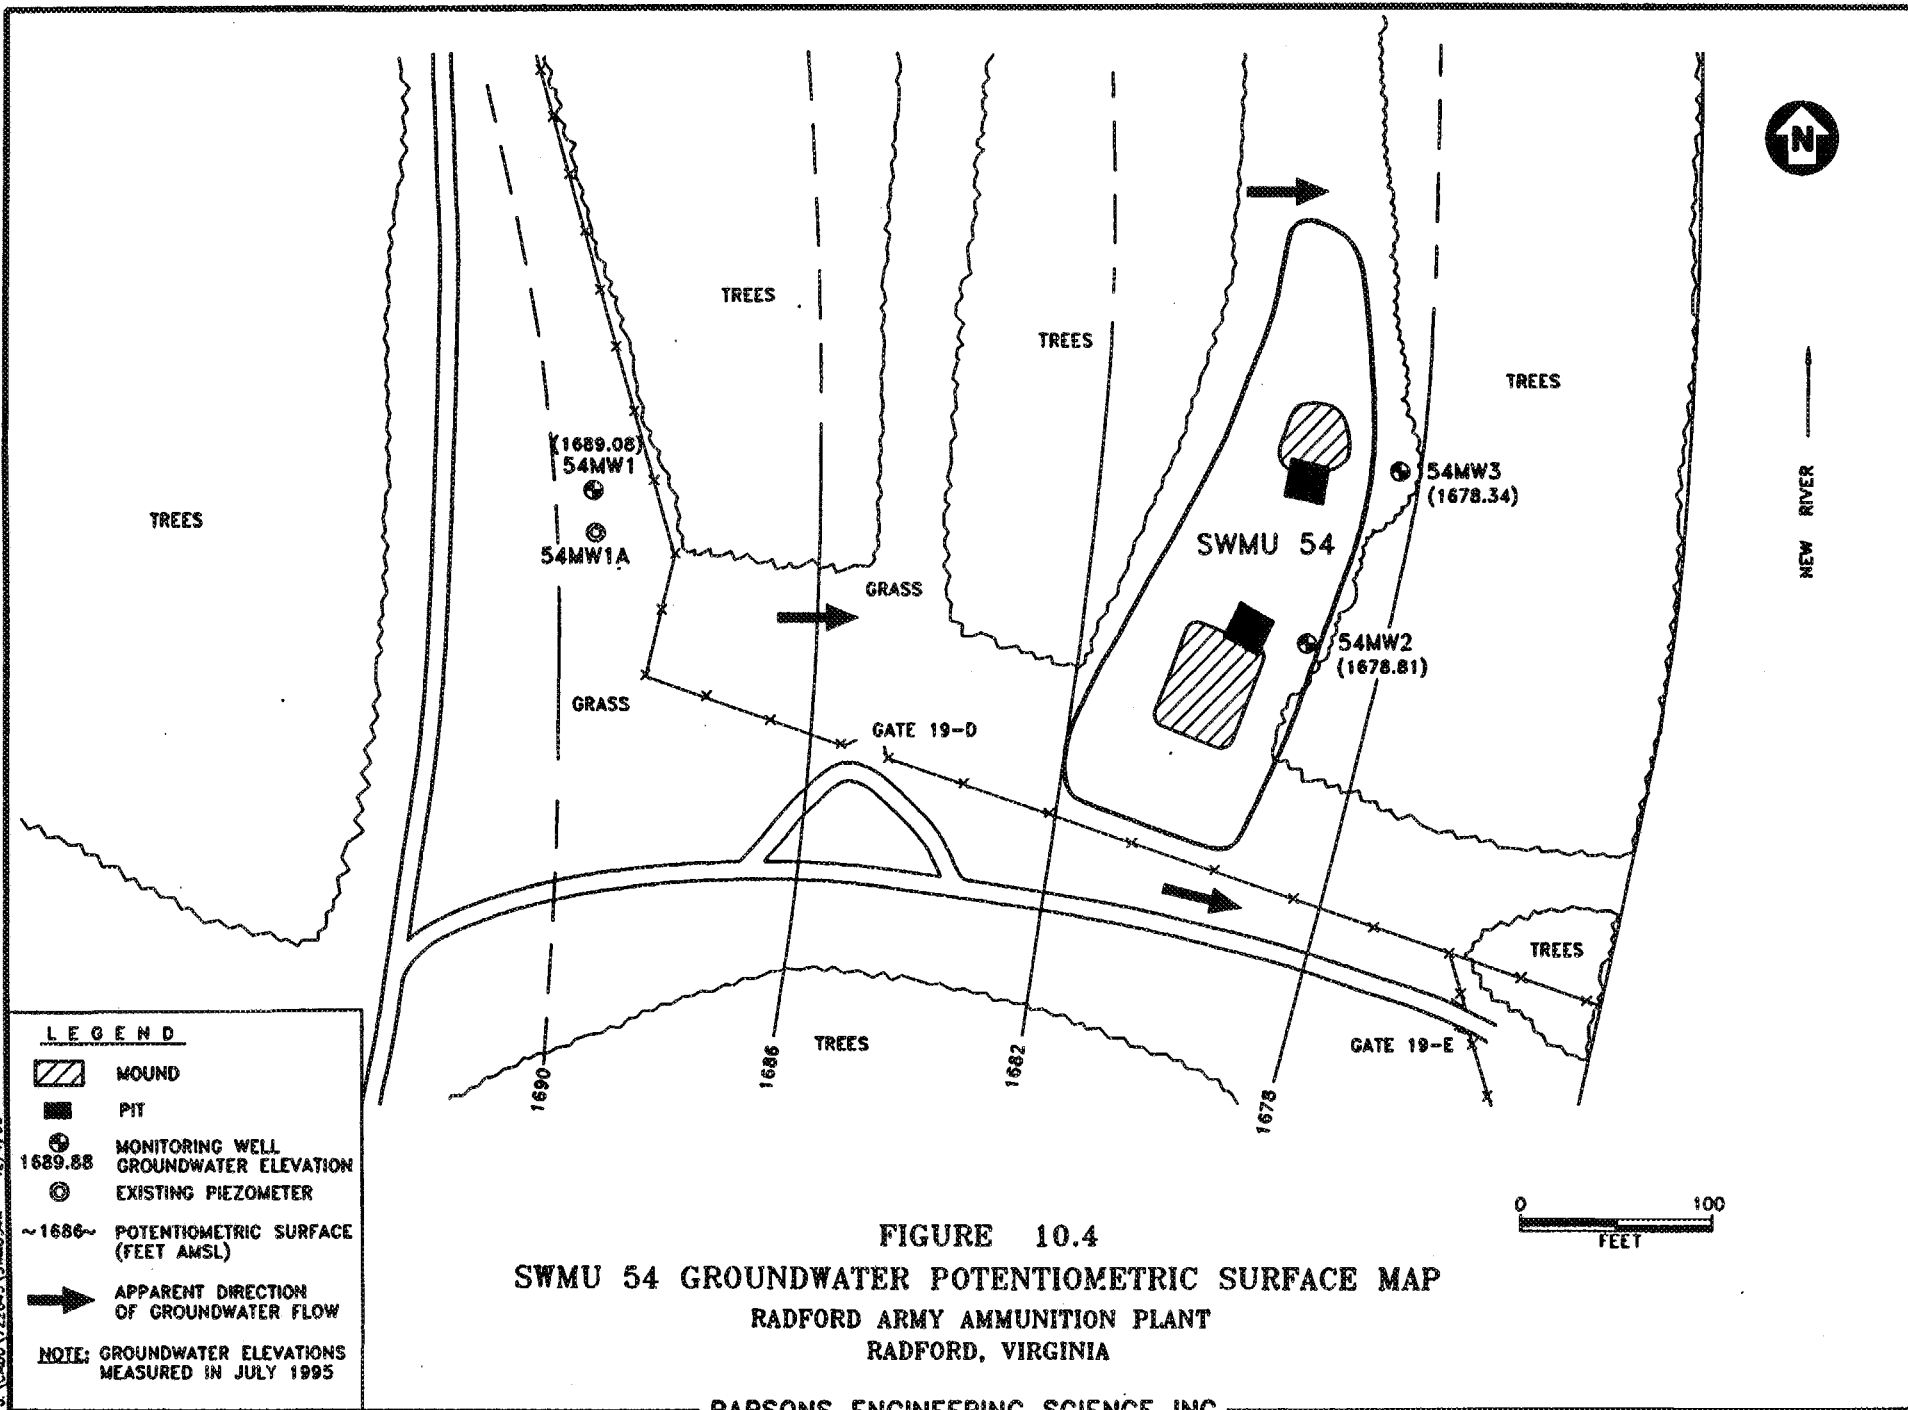 N
TREES
TREES
TREES
NEW RIVER
(1689.08)
54MW1
54MW1A
TREES
54MW3
(1678.34)
SWMU 54
GRASS
54MW2
(1678.81)
GRASS
GATE 19-D
TREES
TREES
GATE 19-E
1690
1686
1682
1678
LEGEND
MOUND
PIT
MONITORING WELL
1689.88 GROUNDWATER ELEVATION
EXISTING PIEZOMETER
~1686~ POTENTIOMETRIC SURFACE
(FEET AMSL)
APPARENT DIRECTION
OF GROUNDWATER FLOW
NOTE: GROUNDWATER ELEVATIONS
MEASURED IN JULY 1995
0 100
FEET
FIGURE 10.4
SWMU 54 GROUNDWATER POTENTIOMETRIC SURFACE MAP
RADFORD ARMY AMMUNITION PLANT
RADFORD, VIRGINIA
PARSONS ENGINEERING SCIENCE INC